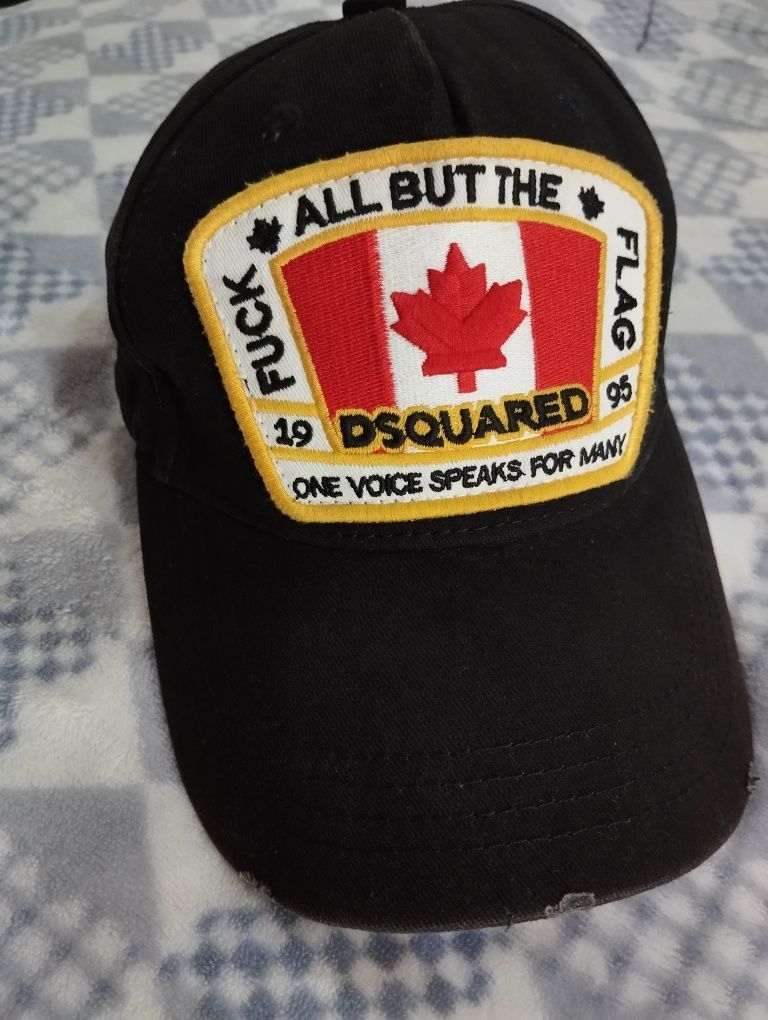 FUCK ALL BUT THE FLAG
19 95
DSQUARED
ONE VOICE SPEAKS FOR MANY